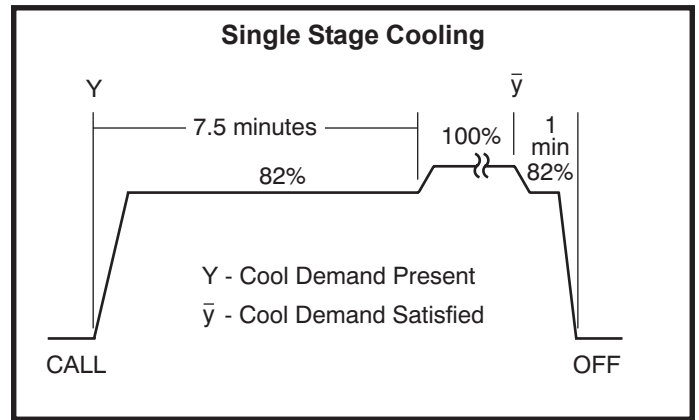 Single Stage Cooling
Y
ȳ
7.5 minutes
100%
1
min
82%
82%
Y - Cool Demand Present
ȳ - Cool Demand Satisfied
CALL
OFF